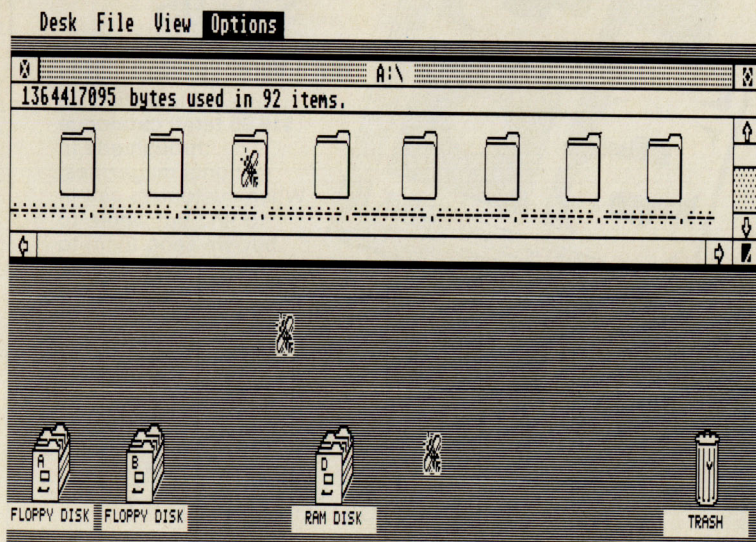 Desk File View Options
A:\
1364417095 bytes used in 92 items.
A B D
FLOPPY DISK FLOPPY DISK RAM DISK TRASH